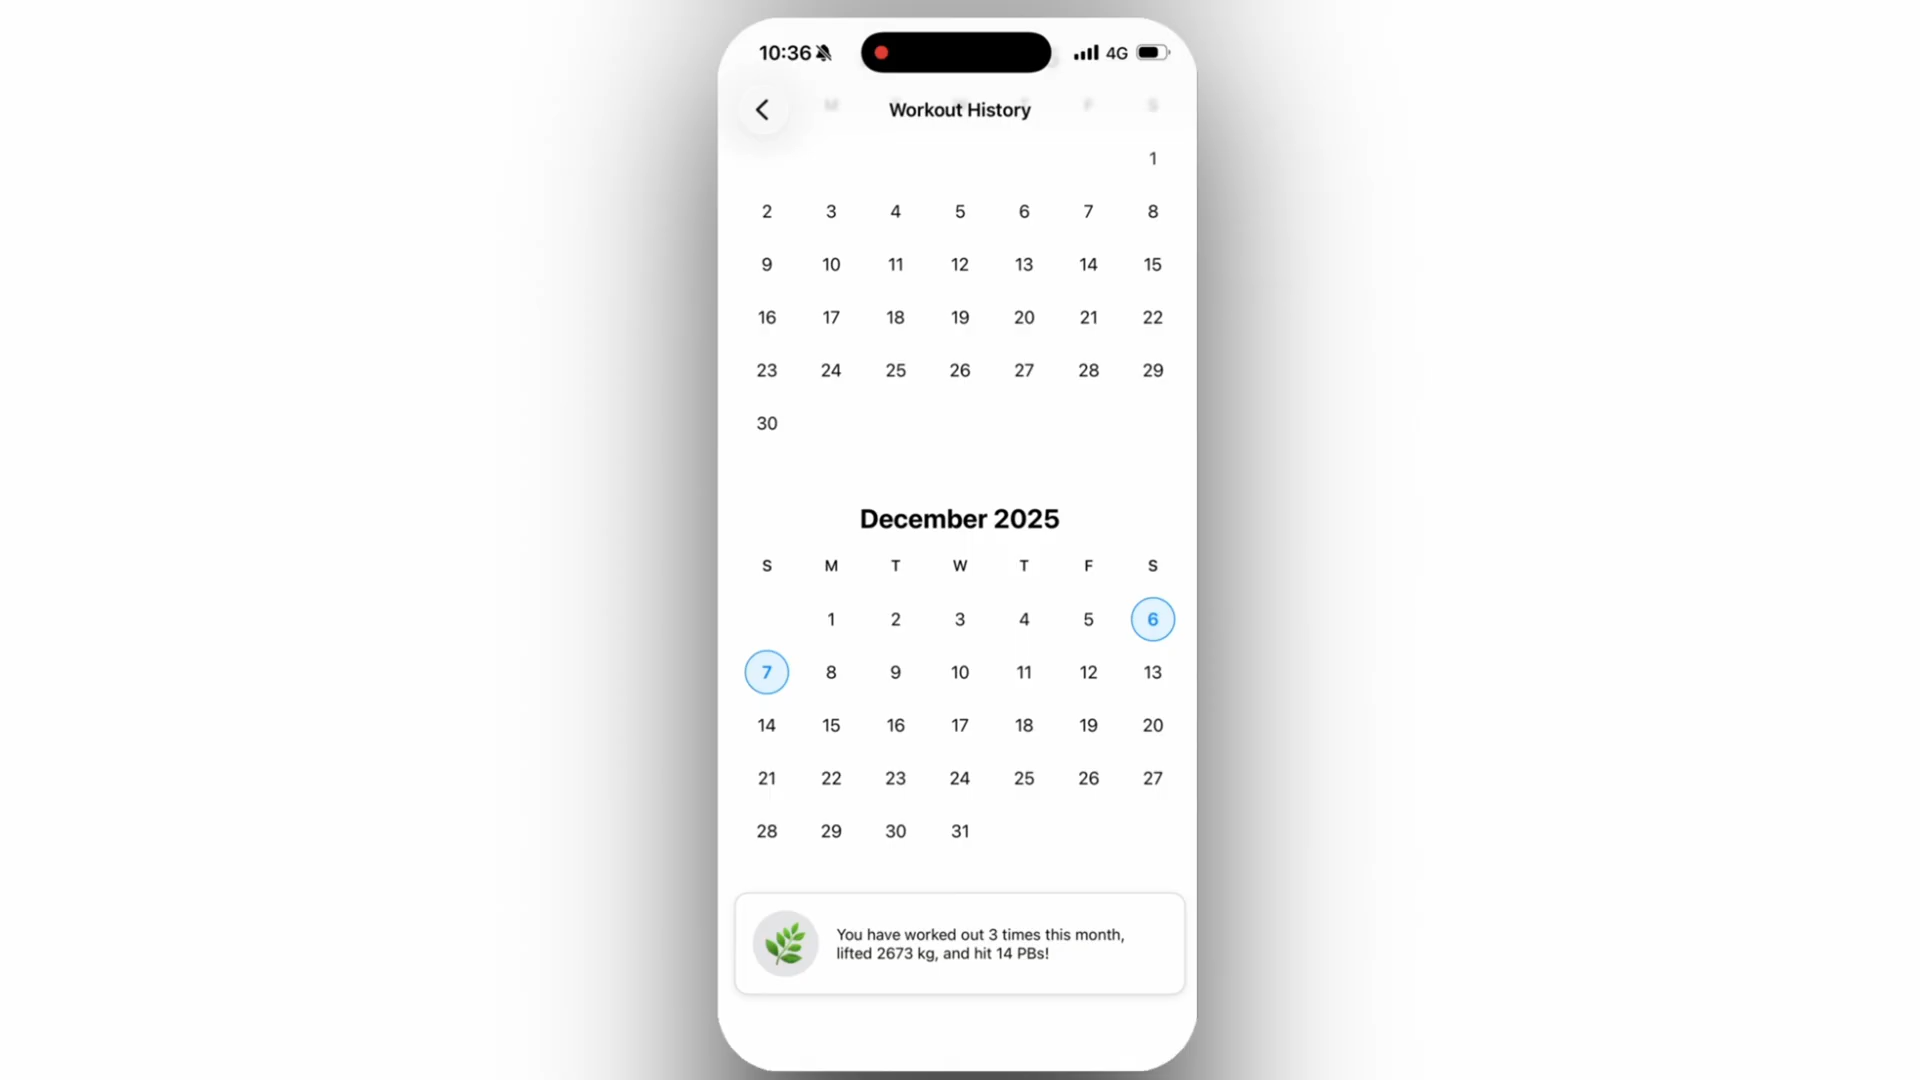 10:36 4G
M T W T F S
Workout History
1
2 3 4 5 6 7 8
9 10 11 12 13 14 15
16 17 18 19 20 21 22
23 24 25 26 27 28 29
30
December 2025
S M T W T F S
1 2 3 4 5 6
7 8 9 10 11 12 13
14 15 16 17 18 19 20
21 22 23 24 25 26 27
28 29 30 31
You have worked out 3 times this month,
lifted 2673 kg, and hit 14 PBs!